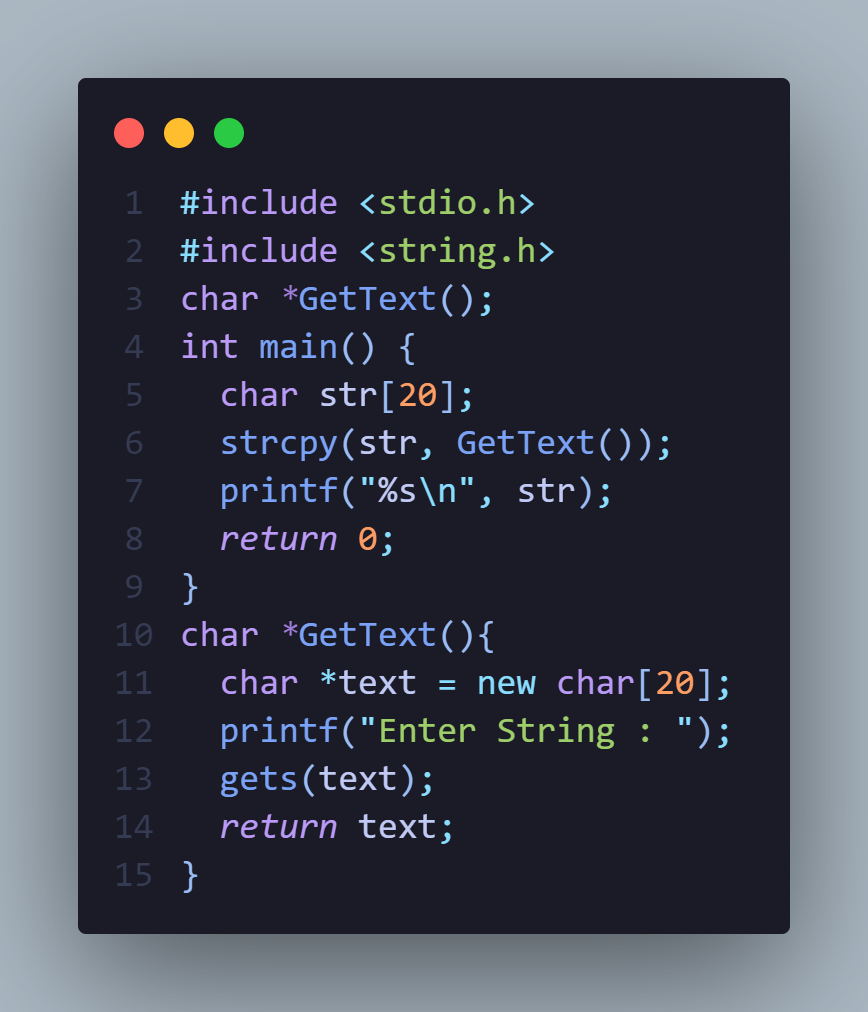 1 #include <stdio.h>
2 #include <string.h>
3 char *GetText();
4 int main() {
5   char str[20];
6   strcpy(str, GetText());
7   printf("%s\n", str);
8   return 0;
9 }
10 char *GetText(){
11   char *text = new char[20];
12   printf("Enter String : ");
13   gets(text);
14   return text;
15 }